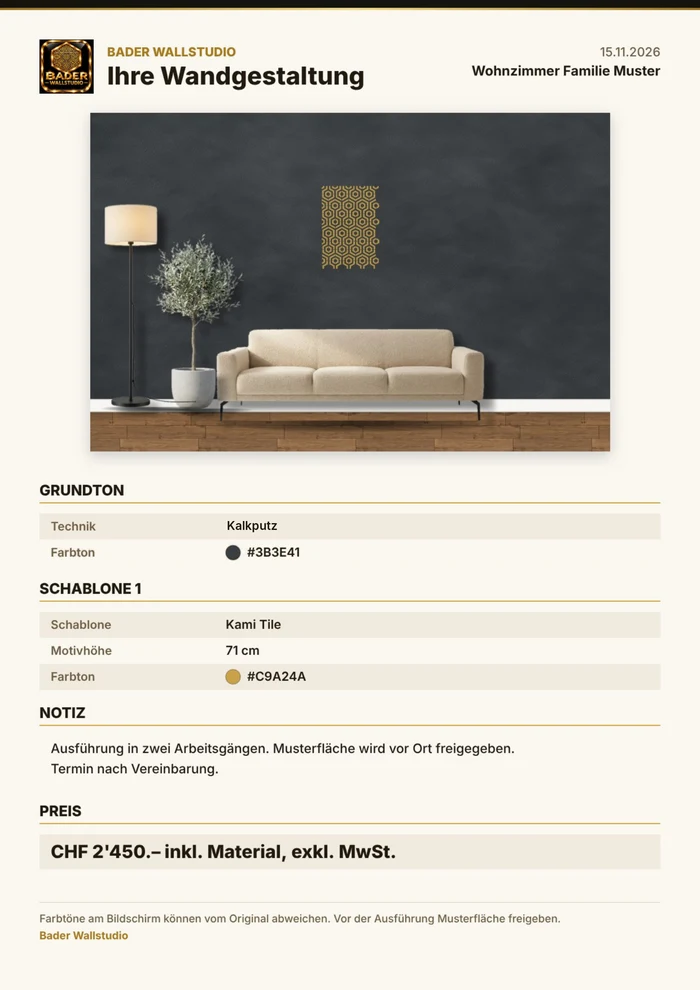 BADER
WALLSTUDIO
BADER WALLSTUDIO
Ihre Wandgestaltung
15.11.2026
Wohnzimmer Familie Muster
GRUNDTON
Technik Kalkputz
Farbton #3B3E41
SCHABLONE 1
Schablone Kami Tile
Motivhöhe 71 cm
Farbton #C9A24A
NOTIZ
Ausführung in zwei Arbeitsgängen. Musterfläche wird vor Ort freigegeben.
Termin nach Vereinbarung.
PREIS
CHF 2'450.– inkl. Material, exkl. MwSt.
Farbtöne am Bildschirm können vom Original abweichen. Vor der Ausführung Musterfläche freigeben.
Bader Wallstudio